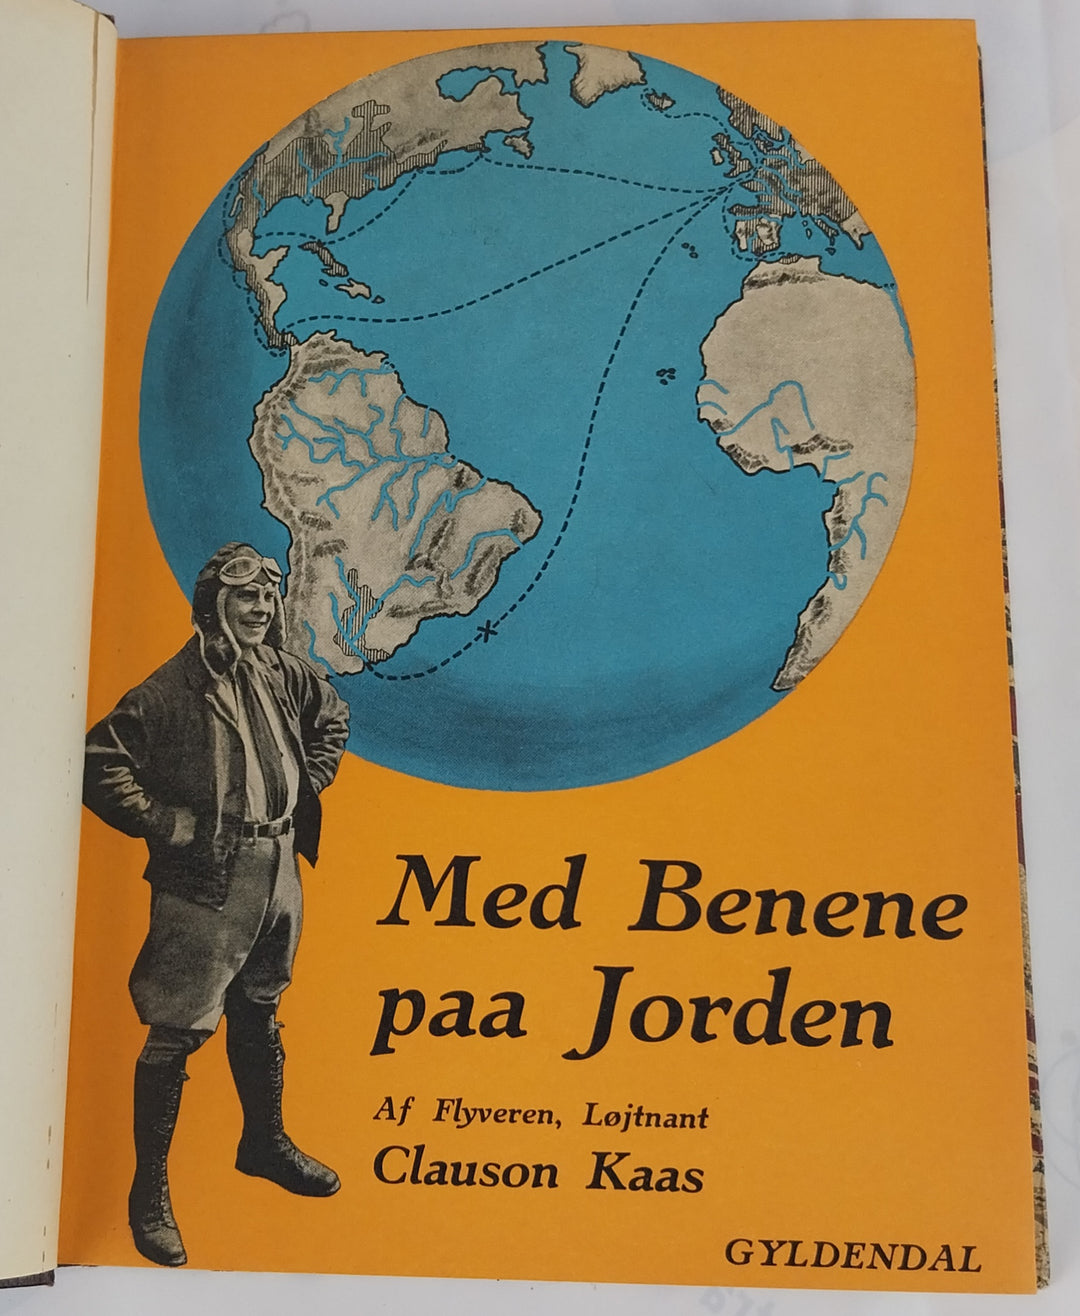 Med Benene
paa Jorden
Af Flyveren, Løjtnant
Clauson Kaas
GYLDENDAL